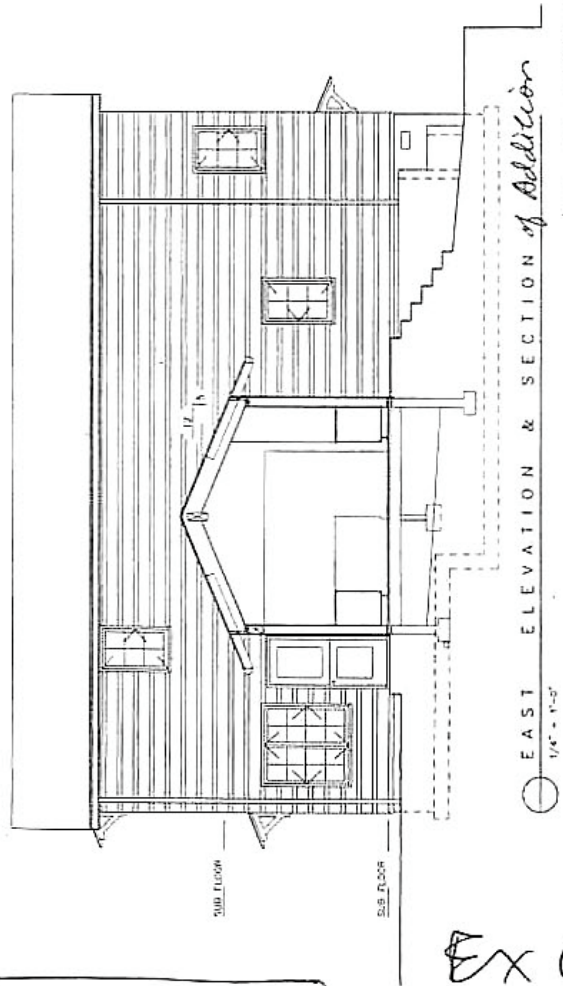 12
SUB FLOOR
SUB FLOOR
EAST ELEVATION & SECTION of Addition
1/4" = 1'-0"
Ex